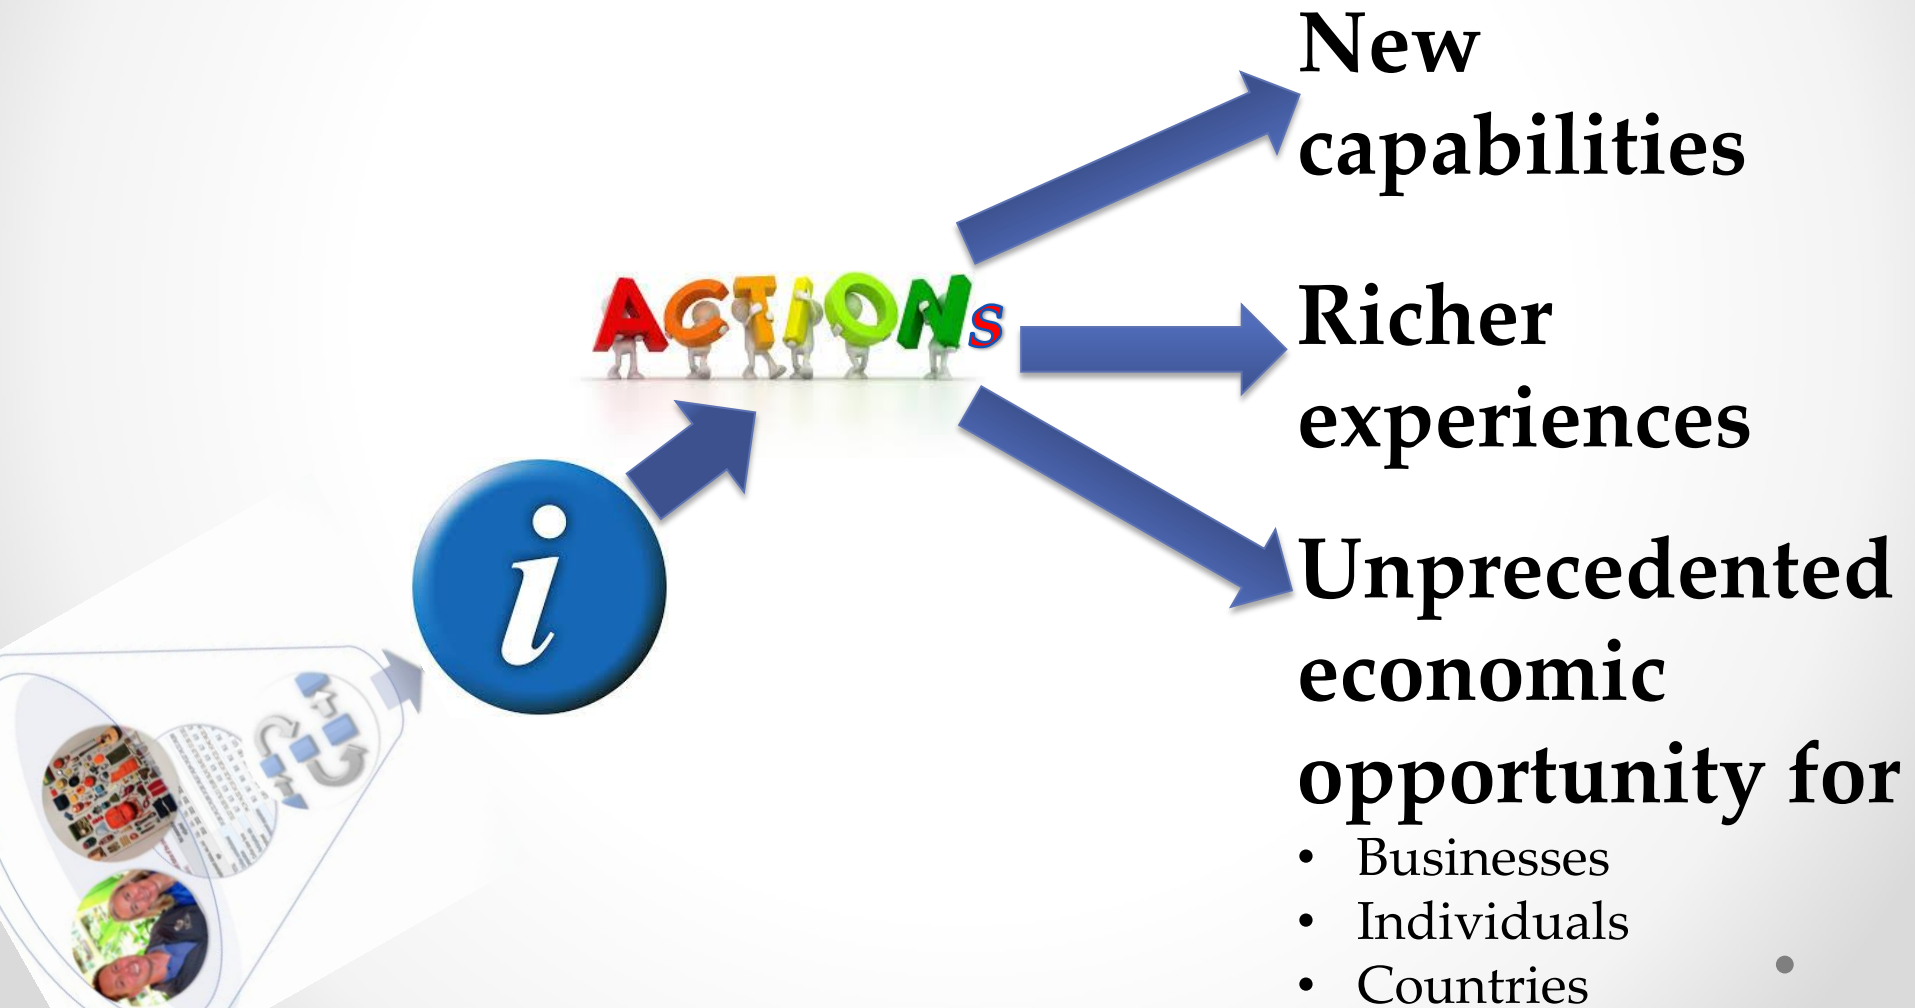 New
capabilities
ACTIONs
Richer
experiences
i
Unprecedented
economic
opportunity for
• Businesses
• Individuals
• Countries